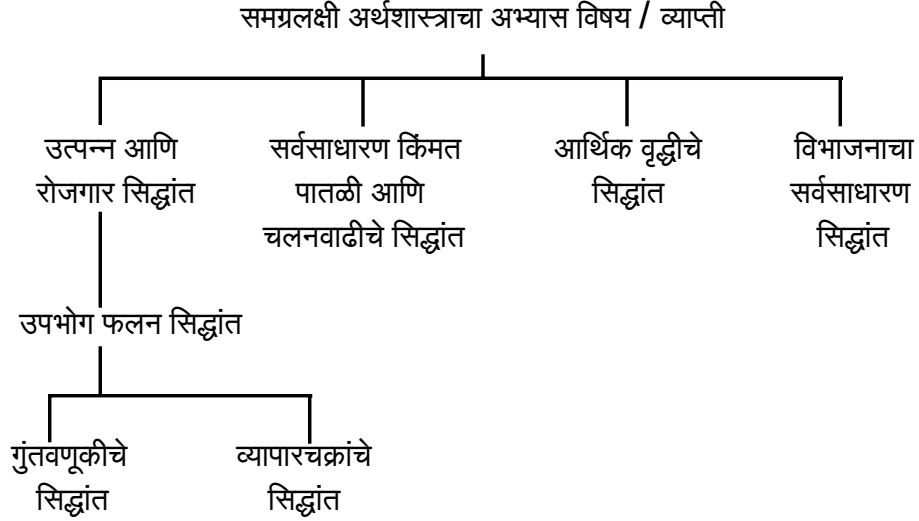 समग्रलक्षी अर्थशास्त्राचा अभ्यास विषय / व्याप्ती
उत्पन्न आणि
रोजगार सिद्धांत
सर्वसाधारण किंमत
पातळी आणि
चलनवाढीचे सिद्धांत
आर्थिक वृद्धीचे
सिद्धांत
विभाजनाचा
सर्वसाधारण
सिद्धांत
उपभोग फलन सिद्धांत
गुंतवणूकीचे
सिद्धांत
व्यापारचक्रांचे
सिद्धांत